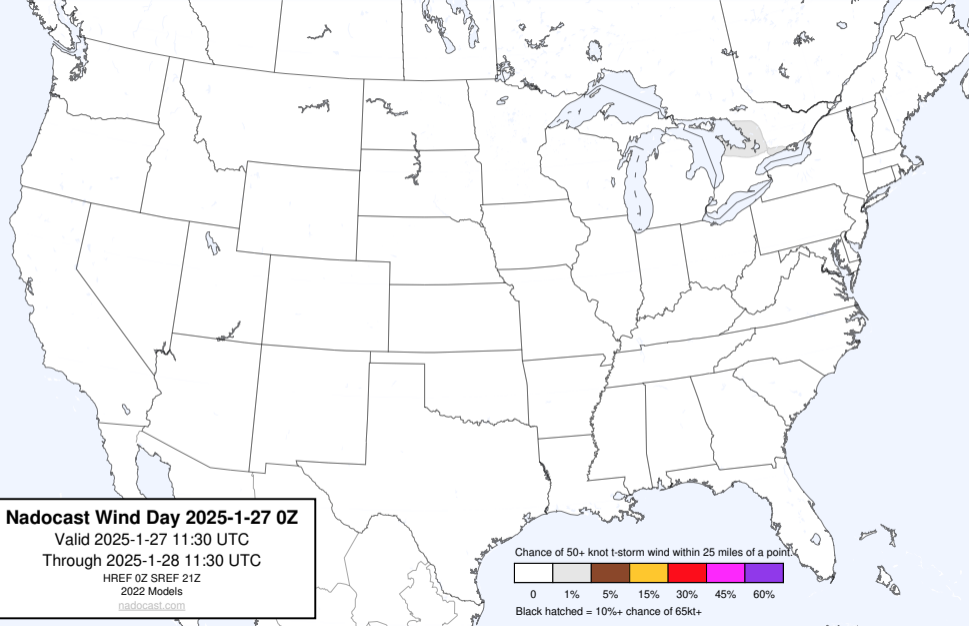 Nadocast Wind Day 2025-1-27 0Z
Valid 2025-1-27 11:30 UTC
Through 2025-1-28 11:30 UTC
HREF 0Z SREF 21Z
2022 Models
nadocast.com
Chance of 50+ knot t-storm wind within 25 miles of a point.
0 1% 5% 15% 30% 45% 60%
Black hatched = 10%+ chance of 65kt+